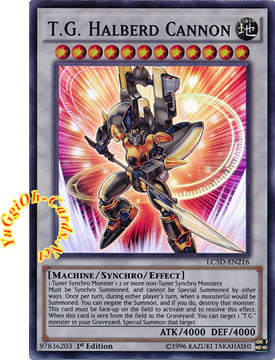 T.G. HALBERD CANNON
LC5D-EN216
[MACHINE/SYNCHRO/EFFECT]
1 Tuner Synchro Monster + 2 or more non-Tuner Synchro Monsters
Must be Synchro Summoned, and cannot be Special Summoned by other
ways. Once per turn, during either player's turn, when a monster(s) would be
Summoned: You can negate the Summon, and if you do, destroy that monster.
This card must be face-up on the field to activate and to resolve this effect.
When this card is sent from the field to the Graveyard: You can target 1 "T.G."
monster in your Graveyard; Special Summon that target.
ATK/4000 DEF/4000
97836203 1st Edition ©1996 KAZUKI TAKAHASHI
YuGiOh-Cards.Net